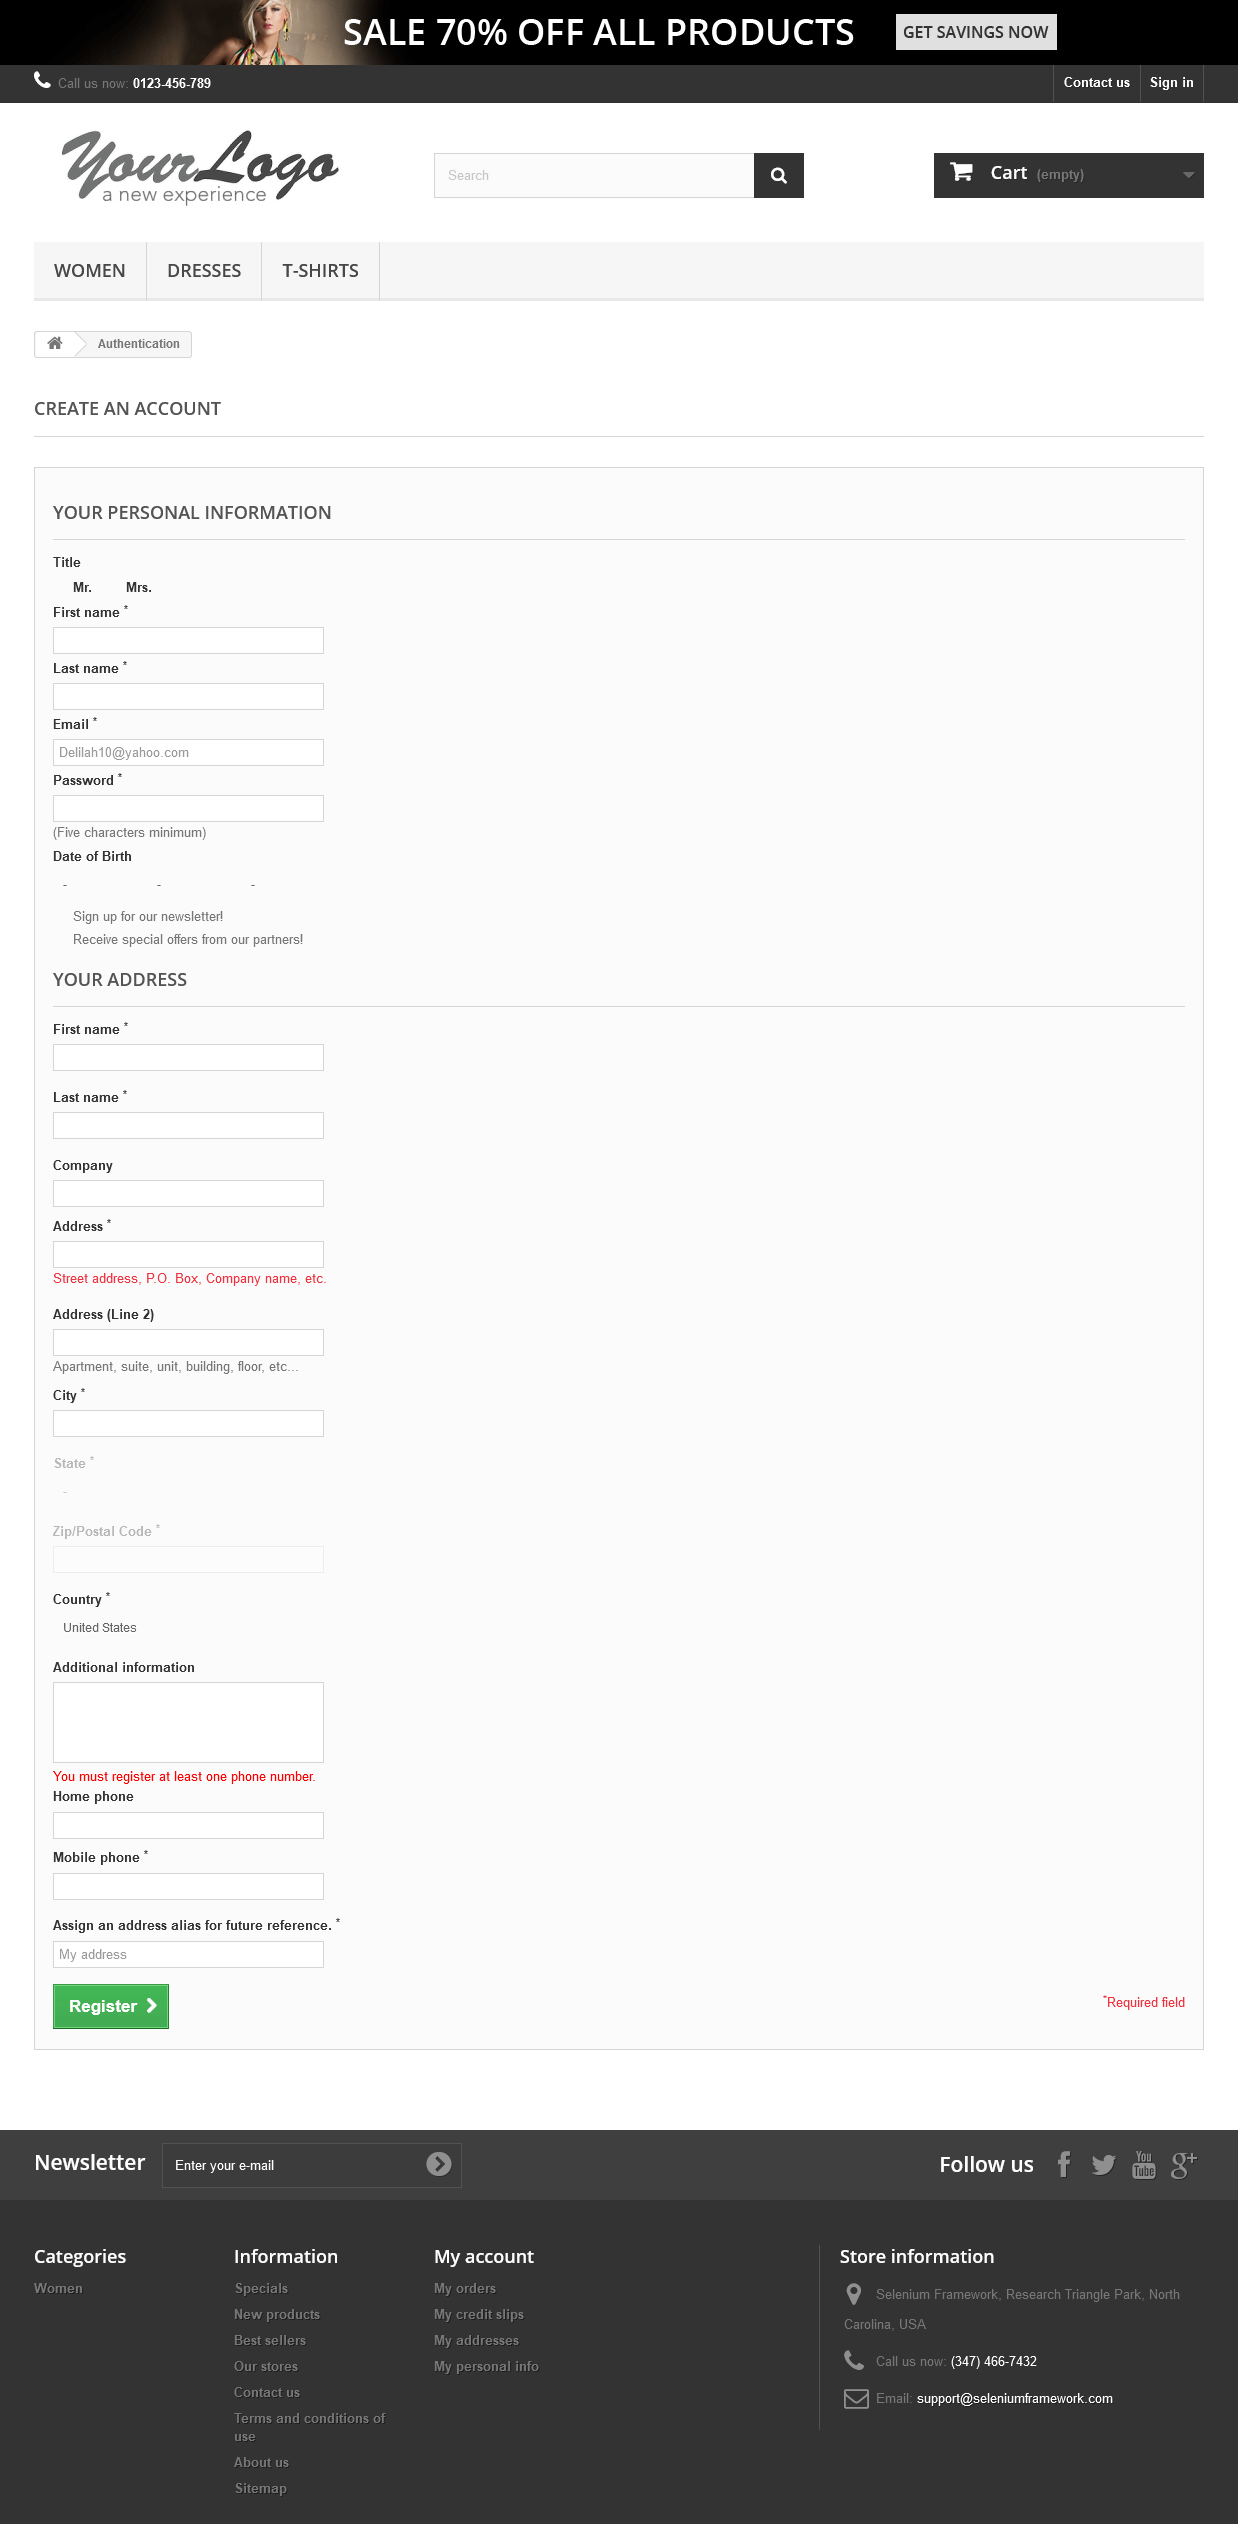 SALE 70% OFF ALL PRODUCTS GET SAVINGS NOW
Call us now: 0123-456-789 Contact us Sign in
YourLogo
a new experience
Search
Cart (empty)
WOMEN DRESSES T-SHIRTS
Authentication
CREATE AN ACCOUNT
YOUR PERSONAL INFORMATION
Title
Mr. Mrs.
First name *
Last name *
Email *
Delilah10@yahoo.com
Password *
(Five characters minimum)
Date of Birth
- - -
Sign up for our newsletter!
Receive special offers from our partners!
YOUR ADDRESS
First name *
Last name *
Company
Address *
Street address, P.O. Box, Company name, etc.
Address (Line 2)
Apartment, suite, unit, building, floor, etc...
City *
State *
-
Zip/Postal Code *
Country *
United States
Additional information
You must register at least one phone number.
Home phone
Mobile phone *
Assign an address alias for future reference. *
My address
Register
*Required field
Newsletter Enter your e-mail
Follow us
You
Tube
Categories
Women
Information
Specials
New products
Best sellers
Our stores
Contact us
Terms and conditions of
use
About us
Sitemap
My account
My orders
My credit slips
My addresses
My personal info
Store information
Selenium Framework, Research Triangle Park, North
Carolina, USA
Call us now: (347) 466-7432
Email: support@seleniumframework.com